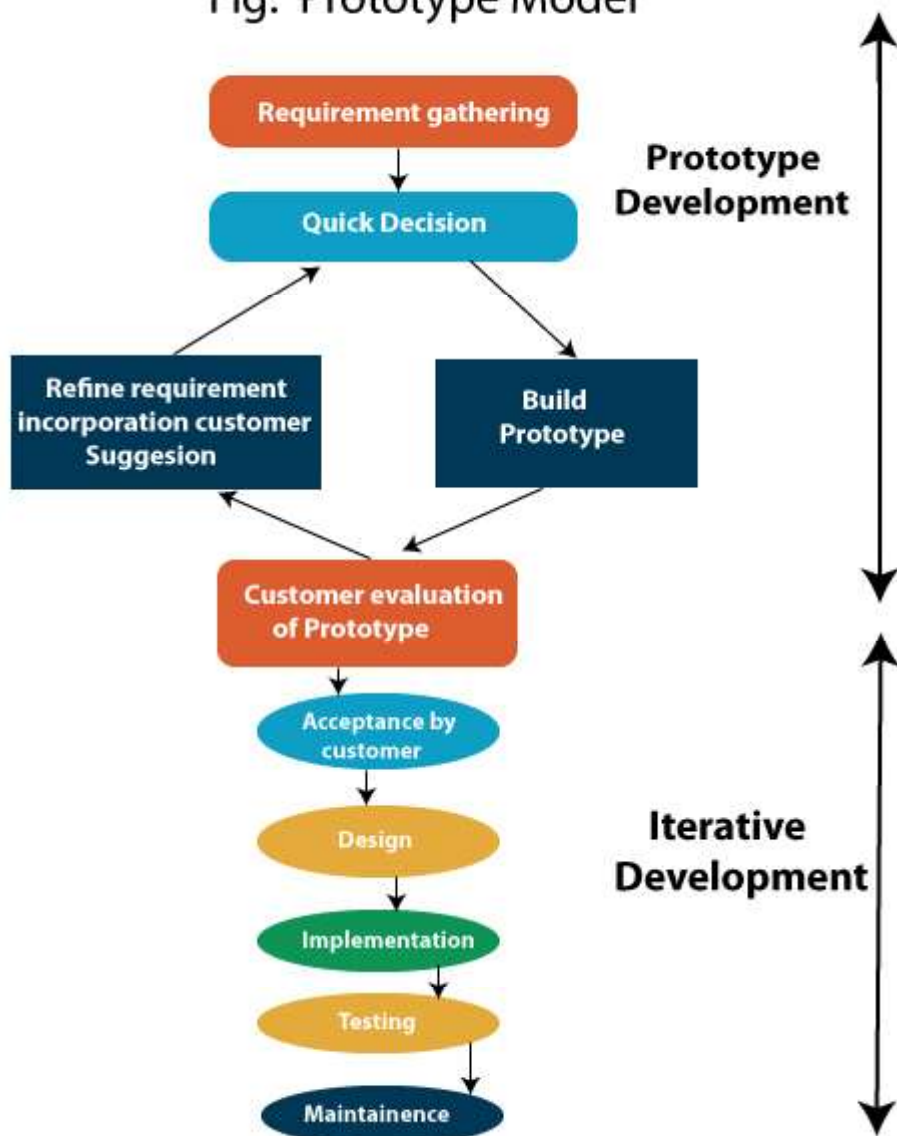 Fig: Prototype Model
Requirement gathering
Prototype
Development
Quick Decision
Refine requirement
incorporation customer
Suggesion
Build
Prototype
Customer evaluation
of Prototype
Acceptance by
customer
Design
Iterative
Development
Implementation
Testing
Maintainence